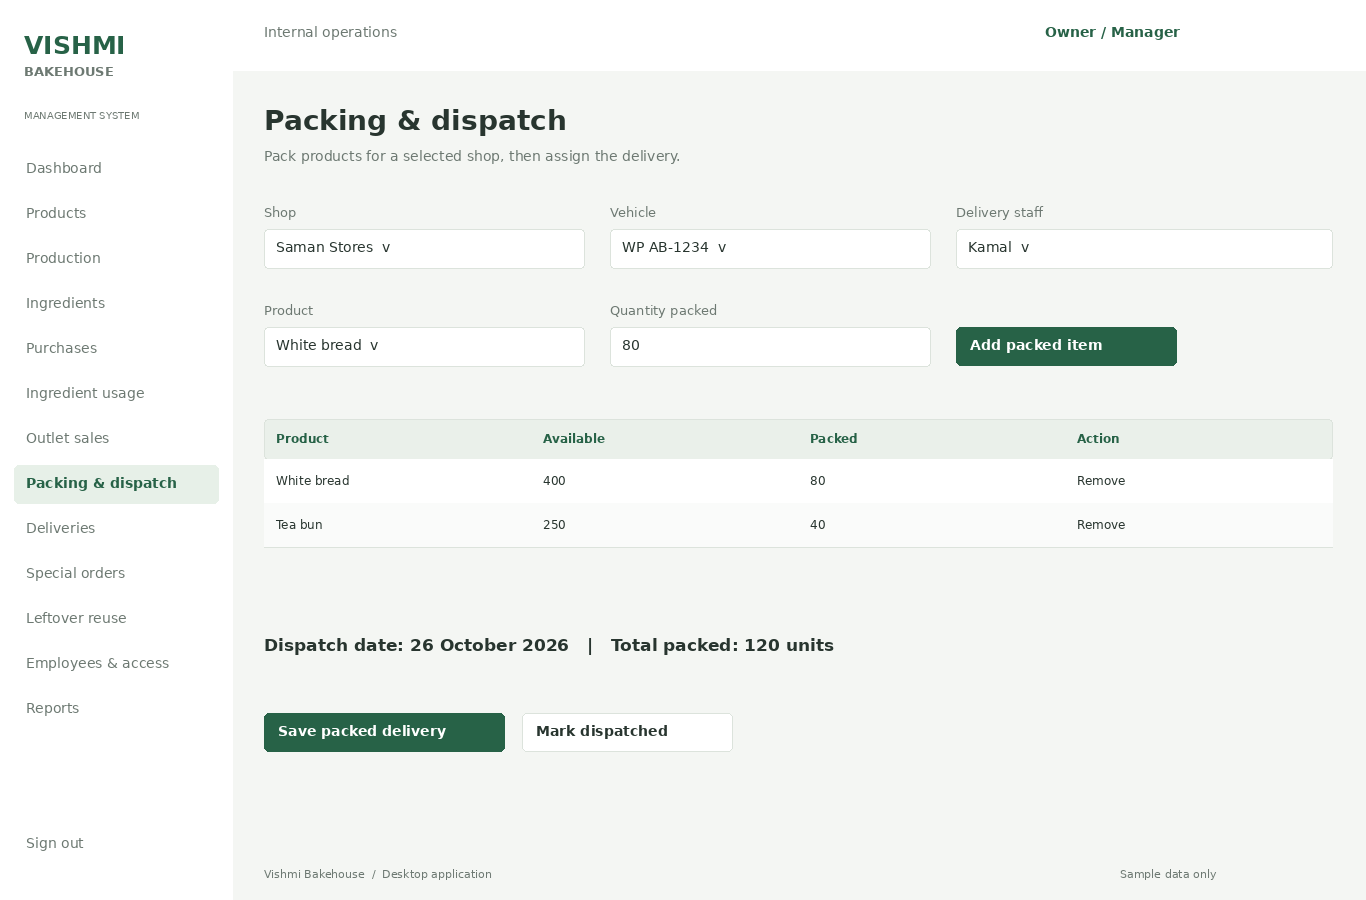 VISHMI
BAKEHOUSE
MANAGEMENT SYSTEM
Dashboard
Products
Production
Ingredients
Purchases
Ingredient usage
Outlet sales
Packing & dispatch
Deliveries
Special orders
Leftover reuse
Employees & access
Reports
Sign out
Internal operations
Owner / Manager
Packing & dispatch
Pack products for a selected shop, then assign the delivery.
Shop
Vehicle
Delivery staff
Saman Stores v
WP AB-1234 v
Kamal v
Product
Quantity packed
White bread v
80
Add packed item
Product Available Packed Action
White bread 400 80 Remove
Tea bun 250 40 Remove
Dispatch date: 26 October 2026 | Total packed: 120 units
Save packed delivery
Mark dispatched
Vishmi Bakehouse / Desktop application
Sample data only